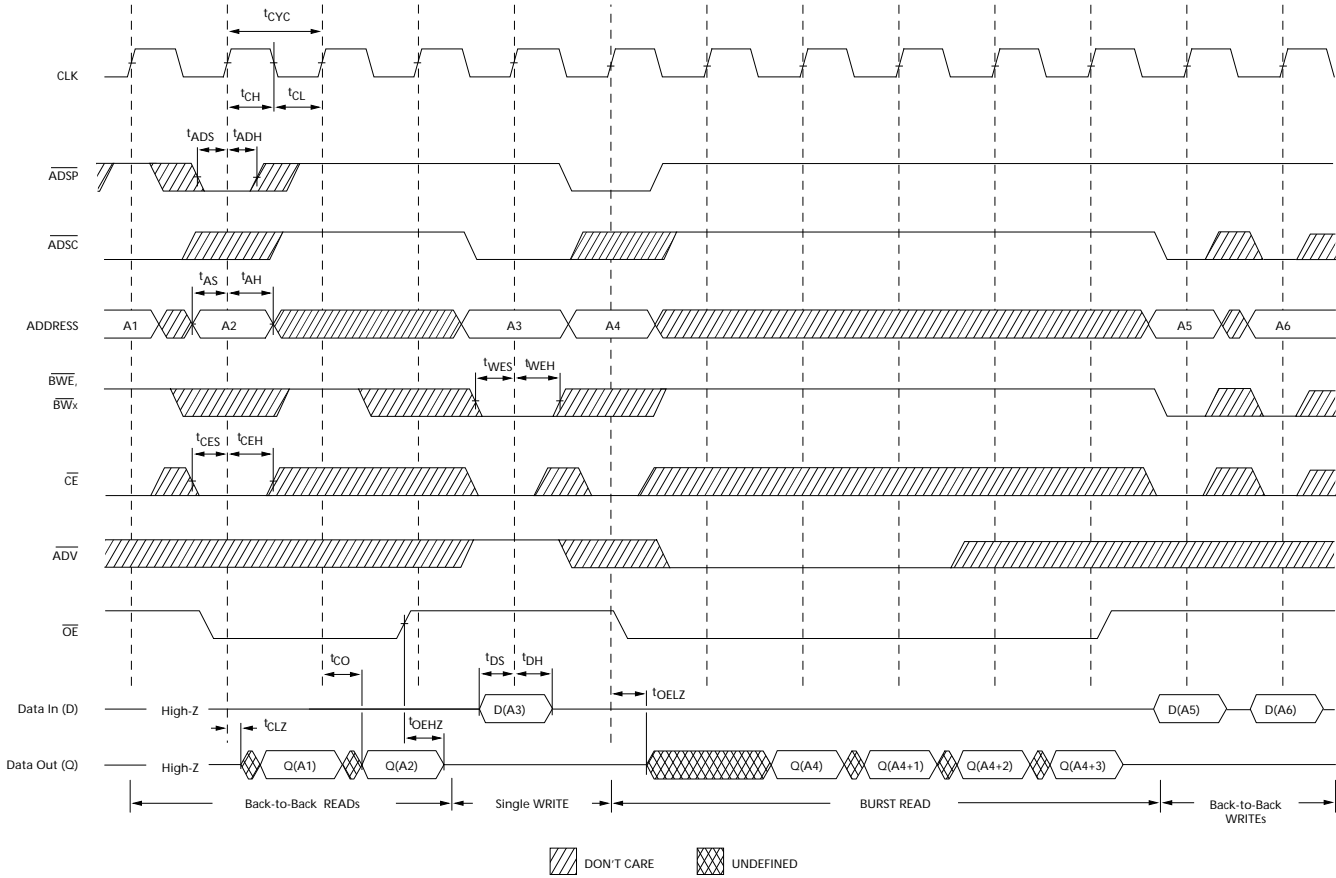 tCYC
CLK
tCH
tCL
tADS
tADH
ADSP
ADSC
tAS
tAH
ADDRESS
A1
A2
A3
A4
A5
A6
BWE,
BWx
tWES
tWEH
tCES
tCEH
CE
ADV
OE
tCO
tDS
tDH
tOELZ
Data In (D)
High-Z
D(A3)
D(A5)
D(A6)
tCLZ
tOEHZ
Data Out (Q)
High-Z
Q(A1)
Q(A2)
Q(A4)
Q(A4+1)
Q(A4+2)
Q(A4+3)
Back-to-Back READs
Single WRITE
BURST READ
Back-to-Back
WRITEs
DON'T CARE
UNDEFINED